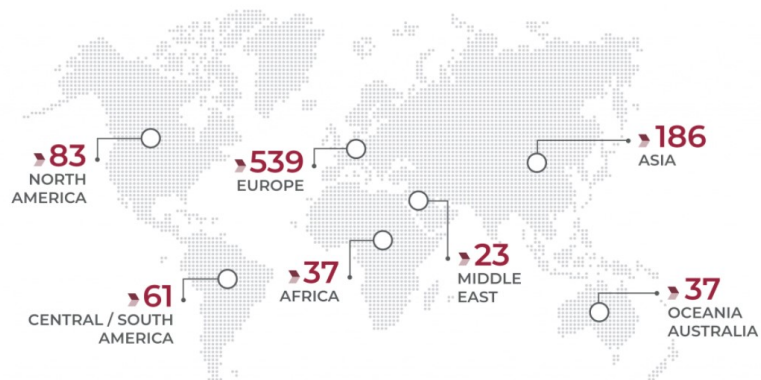 83
NORTH
AMERICA
539
EUROPE
186
ASIA
61
CENTRAL / SOUTH
AMERICA
37
AFRICA
23
MIDDLE
EAST
37
OCEANIA
AUSTRALIA